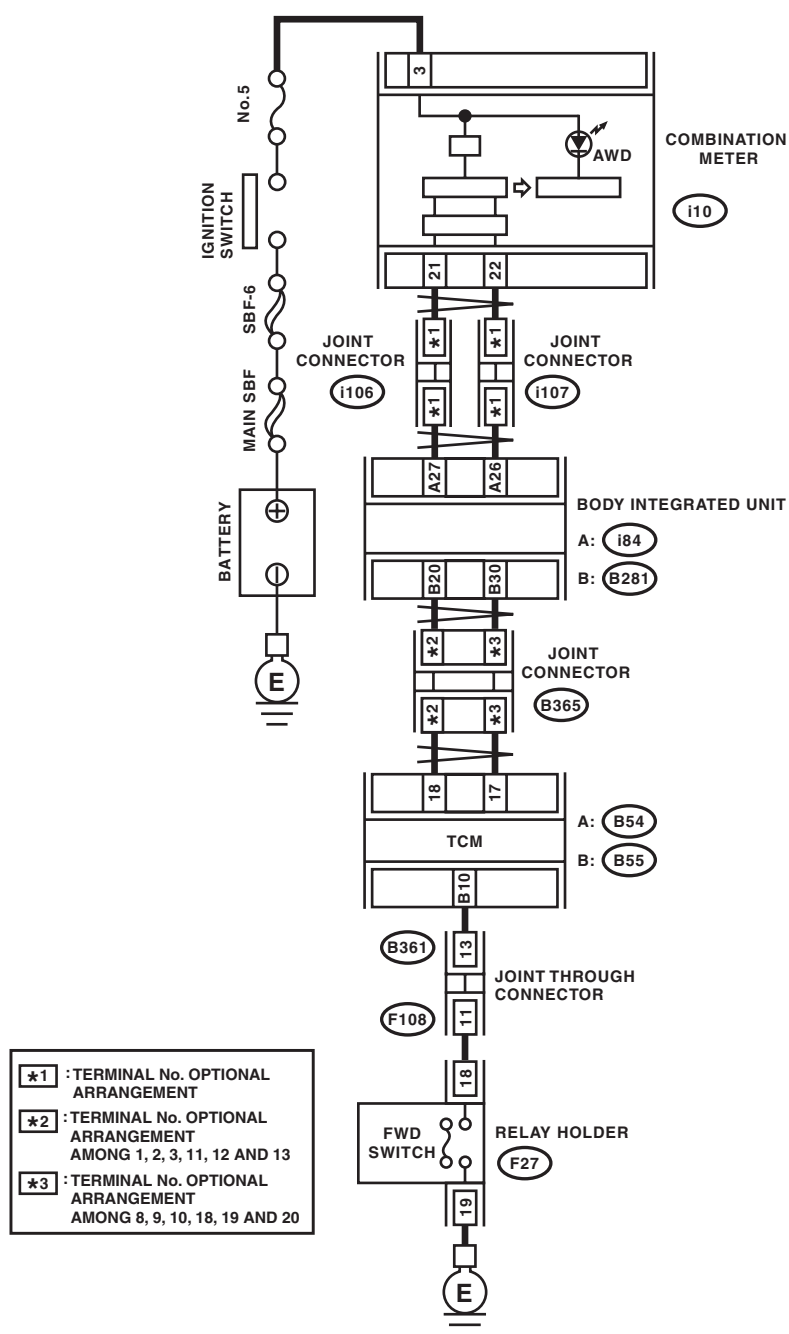 3
No.5
COMBINATION
METER
AWD
i10
IGNITION
SWITCH
21
22
SBF-6
*1
*1
JOINT
CONNECTOR
i106
JOINT
CONNECTOR
i107
*1
*1
MAIN SBF
A27
A26
BODY INTEGRATED UNIT
A: i84
B: B281
BATTERY
B20
B30
*2
*3
JOINT
CONNECTOR
B365
E
*2
*3
18
17
TCM
A: B54
B: B55
B10
B361
13
JOINT THROUGH
CONNECTOR
F108
11
18
FWD
SWITCH
RELAY HOLDER
F27
19
E
*1 : TERMINAL No. OPTIONAL
ARRANGEMENT
*2 : TERMINAL No. OPTIONAL
ARRANGEMENT
AMONG 1, 2, 3, 11, 12 AND 13
*3 : TERMINAL No. OPTIONAL
ARRANGEMENT
AMONG 8, 9, 10, 18, 19 AND 20